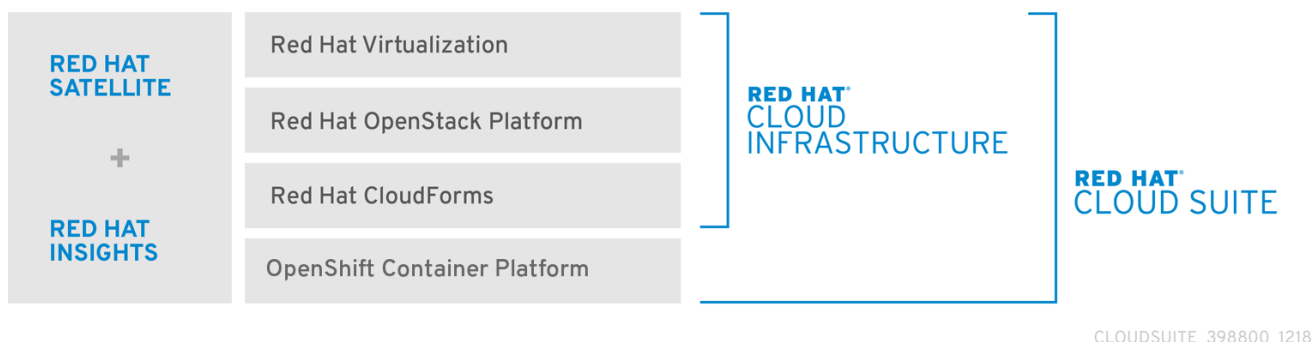 RED HAT
SATELLITE
+
RED HAT
INSIGHTS
Red Hat Virtualization
Red Hat OpenStack Platform
Red Hat CloudForms
OpenShift Container Platform
RED HAT®
CLOUD
INFRASTRUCTURE
RED HAT®
CLOUD SUITE
CLOUDSUITE_398800_1218